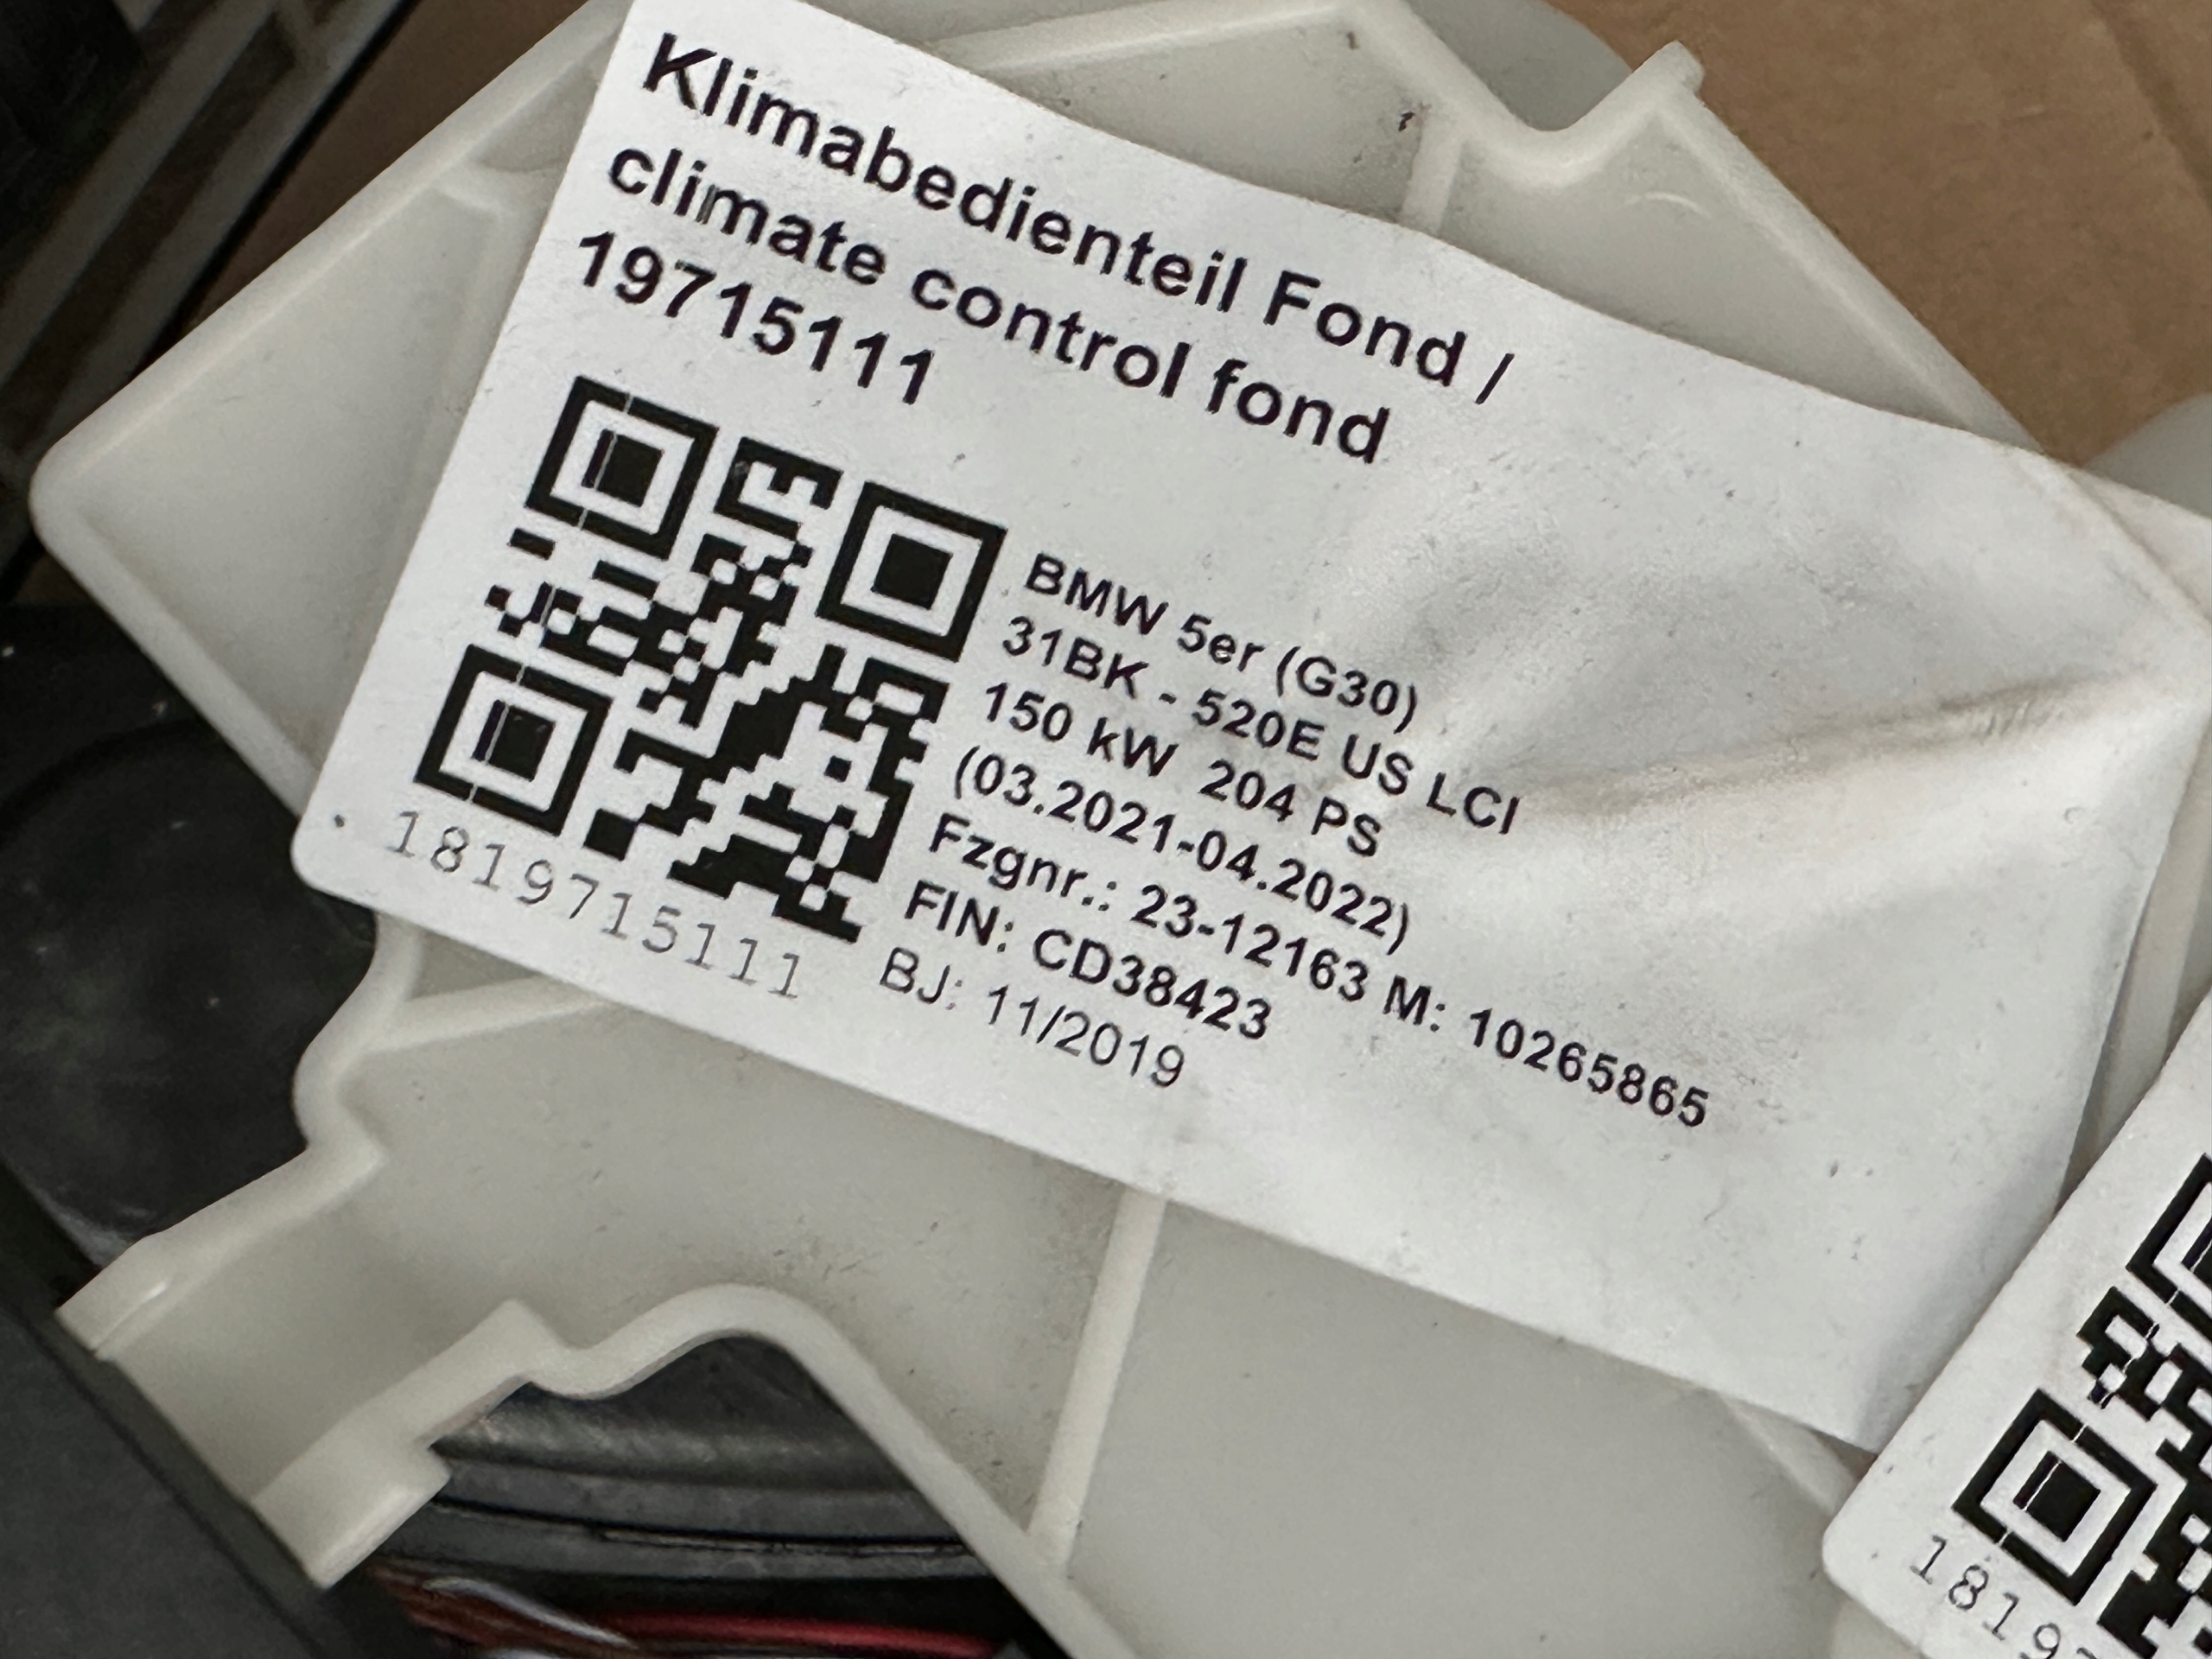 Klimabedienteil Fond /
climate control fond
19715111
BMW 5er (G30)
31BK - 520E US LCI
150 kW 204 PS
(03.2021-04.2022)
Fzgnr.: 23-12163 M: 10265865
FIN: CD38423
BJ: 11/2019
1819715111
1819